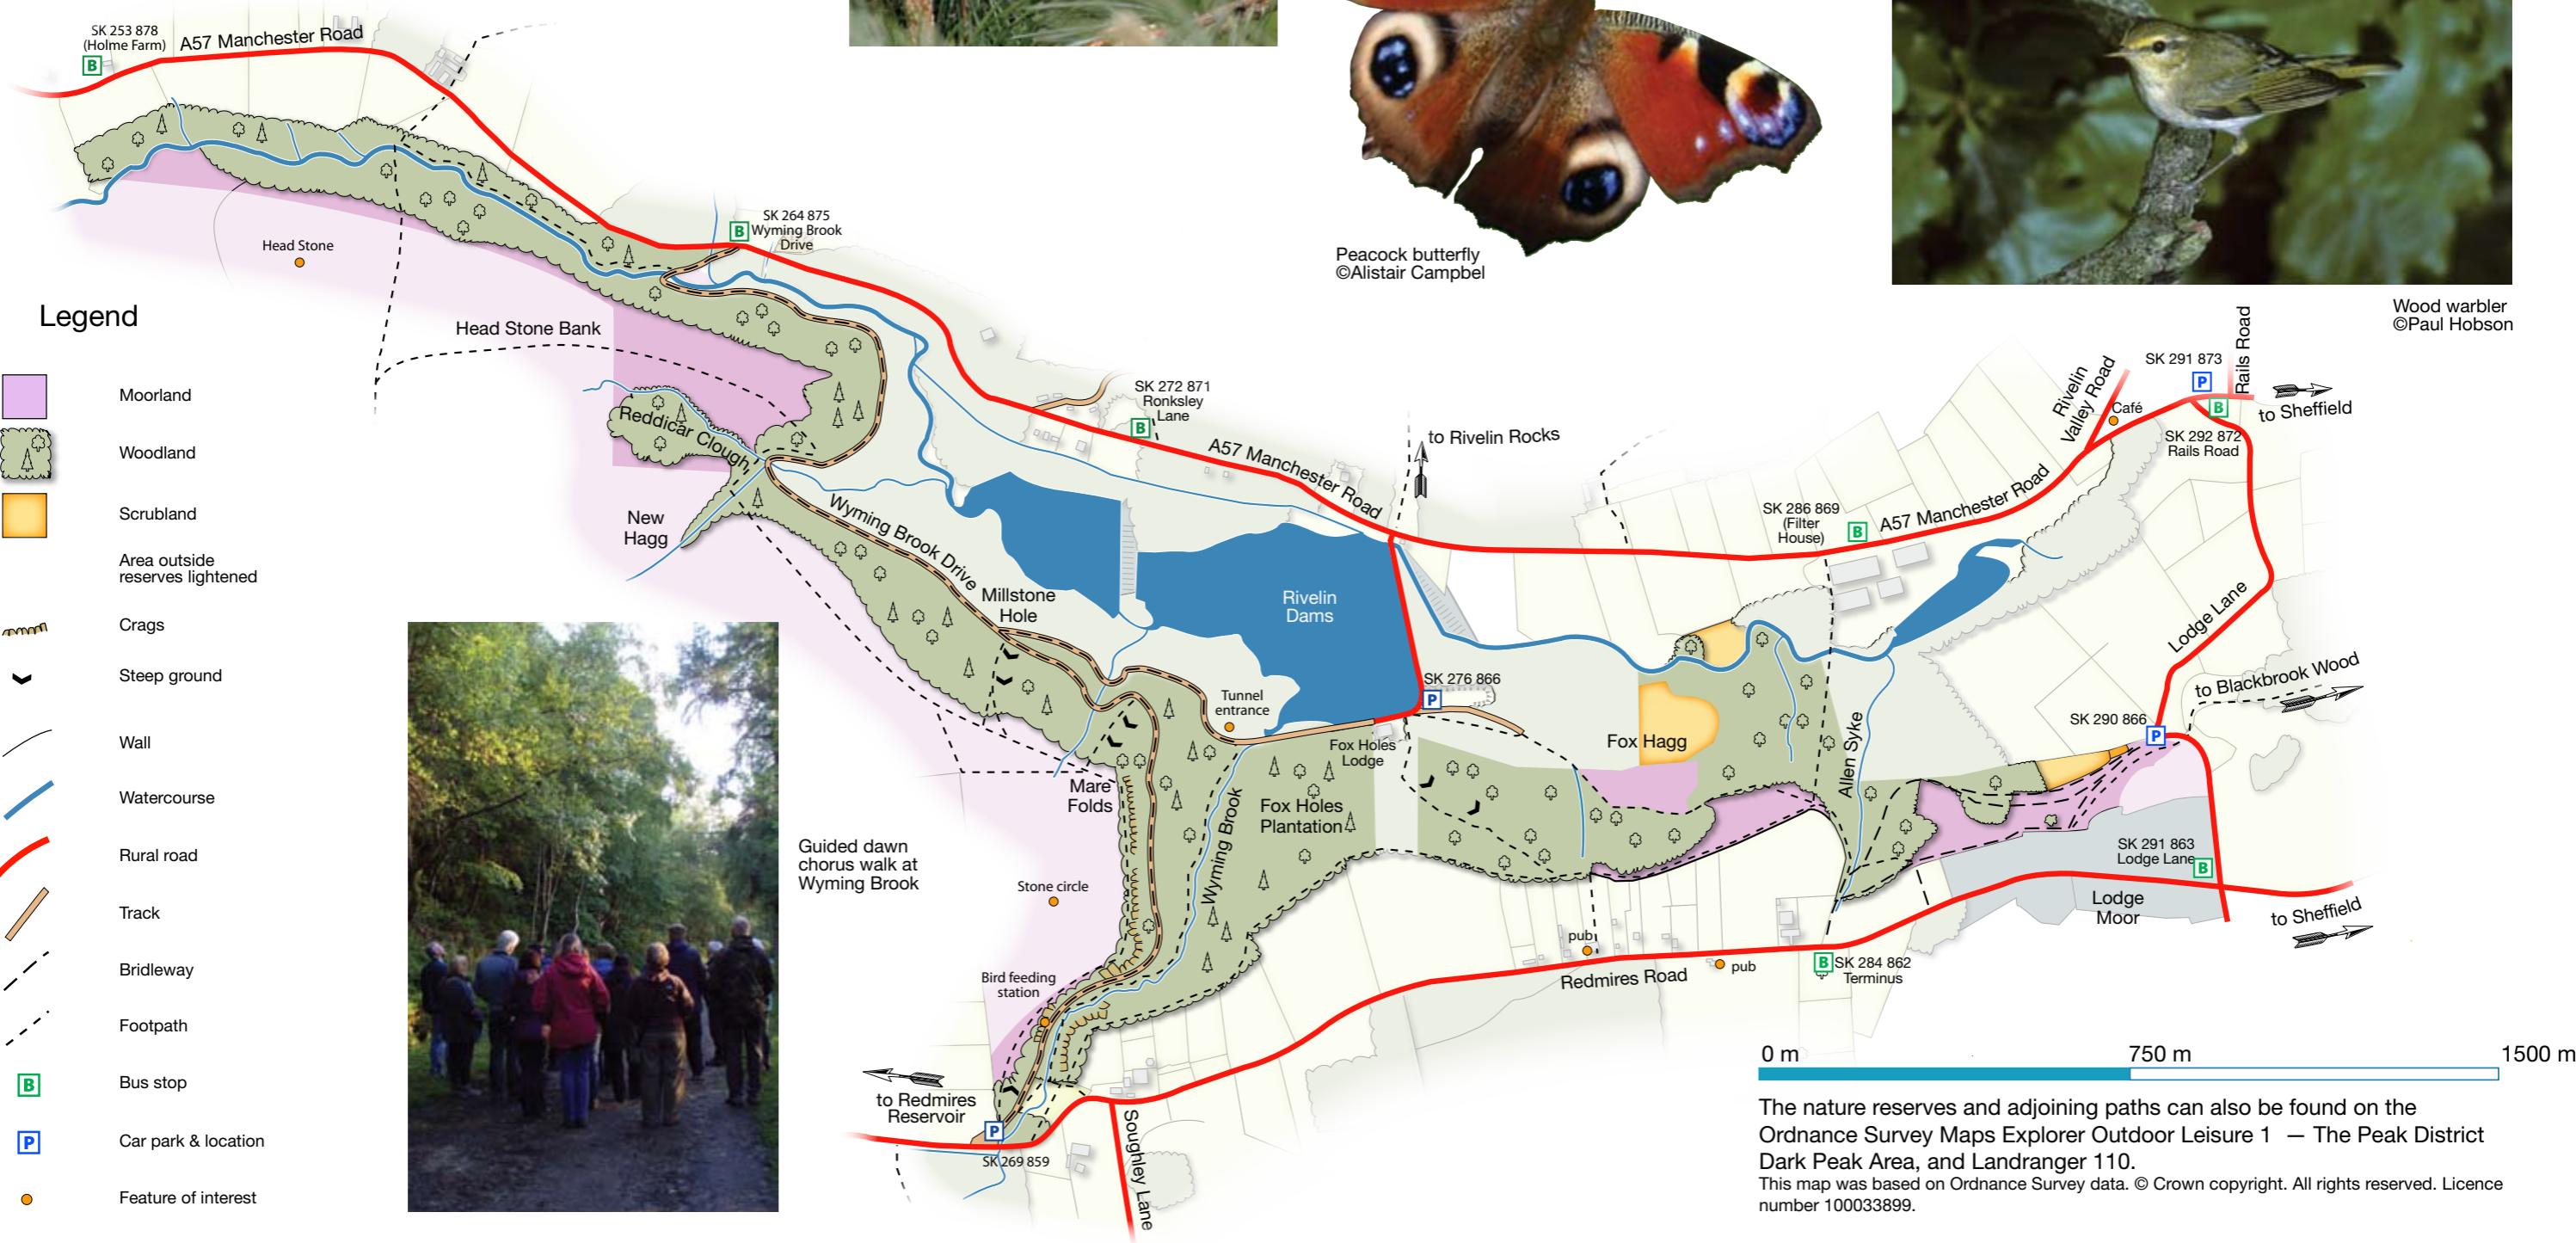 SK 253 878
(Holme Farm)
B
A57 Manchester Road
Head Stone
B
SK 264 875
Wyming Brook
Drive
Peacock butterfly
©Alistair Campbel
Wood warbler
©Paul Hobson
Legend
Moorland
Woodland
Scrubland
Area outside
reserves lightened
Crags
Steep ground
Wall
Watercourse
Rural road
Track
Bridleway
Footpath
B
Bus stop
P
Car park & location
Feature of interest
Head Stone Bank
Reddicar Clough
New
Hagg
Wyming Brook Drive
Millstone
Hole
SK 272 871
Ronksley
Lane
B
A57 Manchester Road
to Rivelin Rocks
Rivelin
Dams
Tunnel
entrance
SK 276 866
P
Fox Holes
Lodge
Mare
Folds
Wyming Brook
Fox Holes
Plantation
Guided dawn
chorus walk at
Wyming Brook
Stone circle
Bird feeding
station
to Redmires
Reservoir
P
SK 269 859
Soughley Lane
Redmires Road
pub
pub
B
SK 284 862
Terminus
Fox Hagg
Allen Syke
SK 286 869
(Filter
House)
B
A57 Manchester Road
Rivelin
Valley Road
Café
SK 291 873
P
Rails Road
B
to Sheffield
SK 292 872
Rails Road
Lodge Lane
to Blackbrook Wood
SK 290 866
P
SK 291 863
Lodge Lane
B
Lodge
Moor
to Sheffield
0 m
750 m
1500 m
The nature reserves and adjoining paths can also be found on the
Ordnance Survey Maps Explorer Outdoor Leisure 1 — The Peak District
Dark Peak Area, and Landranger 110.
This map was based on Ordnance Survey data. © Crown copyright. All rights reserved. Licence
number 100033899.